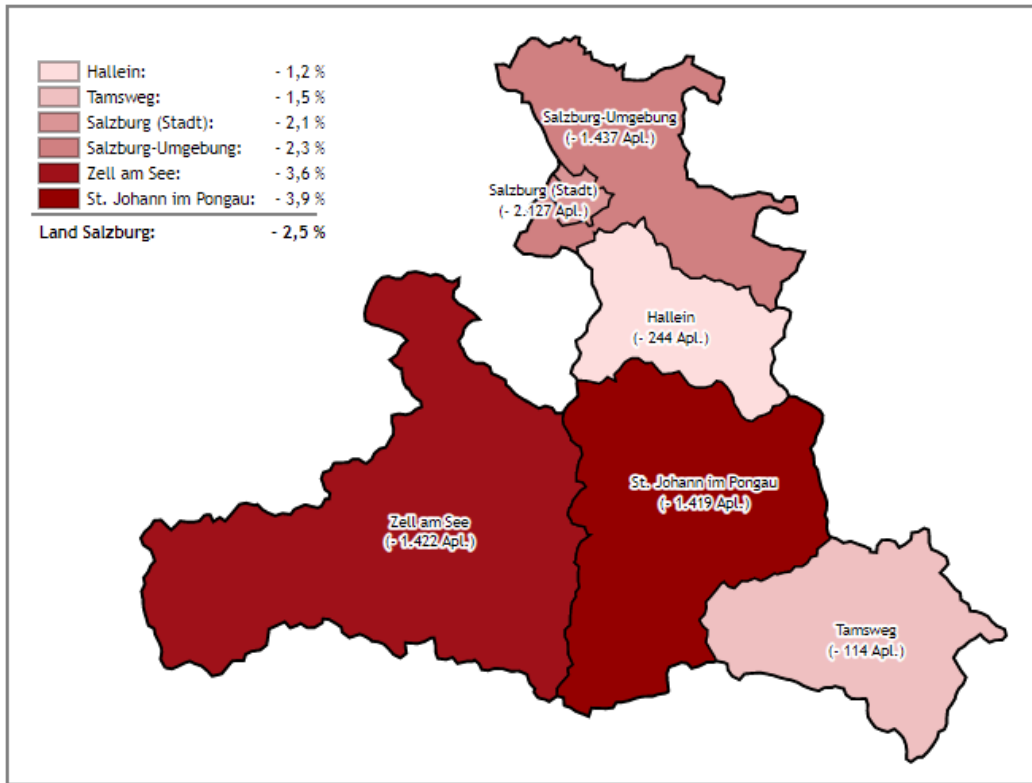 Hallein: - 1,2 %
Tamsweg: - 1,5 %
Salzburg (Stadt): - 2,1 %
Salzburg-Umgebung: - 2,3 %
Zell am See: - 3,6 %
St. Johann im Pongau: - 3,9 %
Land Salzburg: - 2,5 %
Salzburg-Umgebung
(- 1.437 Apl.)
Salzburg (Stadt)
(- 2.127 Apl.)
Hallein
(- 244 Apl.)
St. Johann im Pongau
(- 1.419 Apl.)
Zell am See
(- 1.422 Apl.)
Tamsweg
(- 114 Apl.)